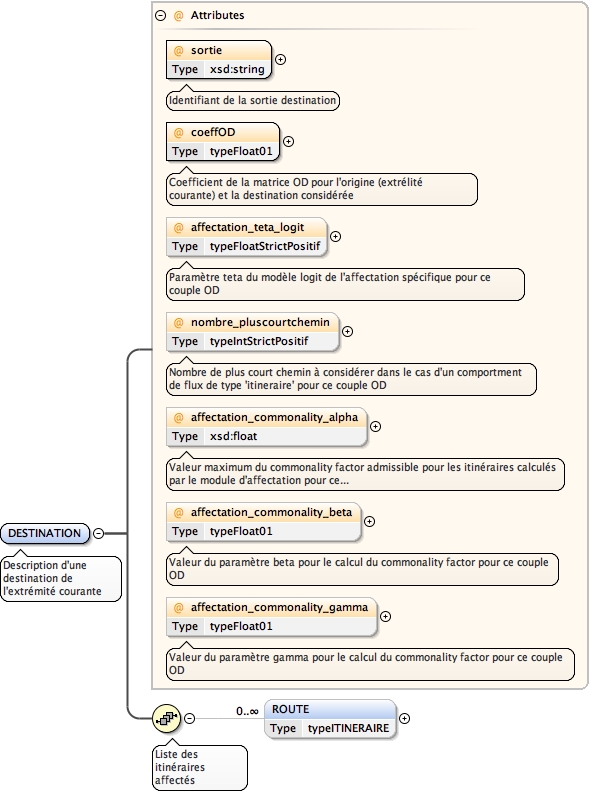 Attributes
@ sortie
Type xsd:string
Identifiant de la sortie destination
@ coeffOD
Type typeFloat01
Coefficient de la matrice OD pour l'origine (extrélité
courante) et la destination considérée
@ affectation_teta_logit
Type typeFloatStrictPositif
Paramètre teta du modèle logit de l'affectation spécifique pour ce
couple OD
@ nombre_pluscourtchemin
Type typeIntStrictPositif
Nombre de plus court chemin à considérer dans le cas d'un comportment
de flux de type 'itineraire' pour ce couple OD
@ affectation_commonality_alpha
Type xsd:float
Valeur maximum du commonality factor admissible pour les itinéraires calculés
par le module d'affectation pour ce...
@ affectation_commonality_beta
Type typeFloat01
Valeur du paramètre beta pour le calcul du commonality factor pour ce couple
OD
@ affectation_commonality_gamma
Type typeFloat01
Valeur du paramètre gamma pour le calcul du commonality factor pour ce couple
OD
DESTINATION
Description d'une
destination de
l'extrémité courante
0..∞
ROUTE
Type typeITINERAIRE
Liste des
itinéraires
affectés